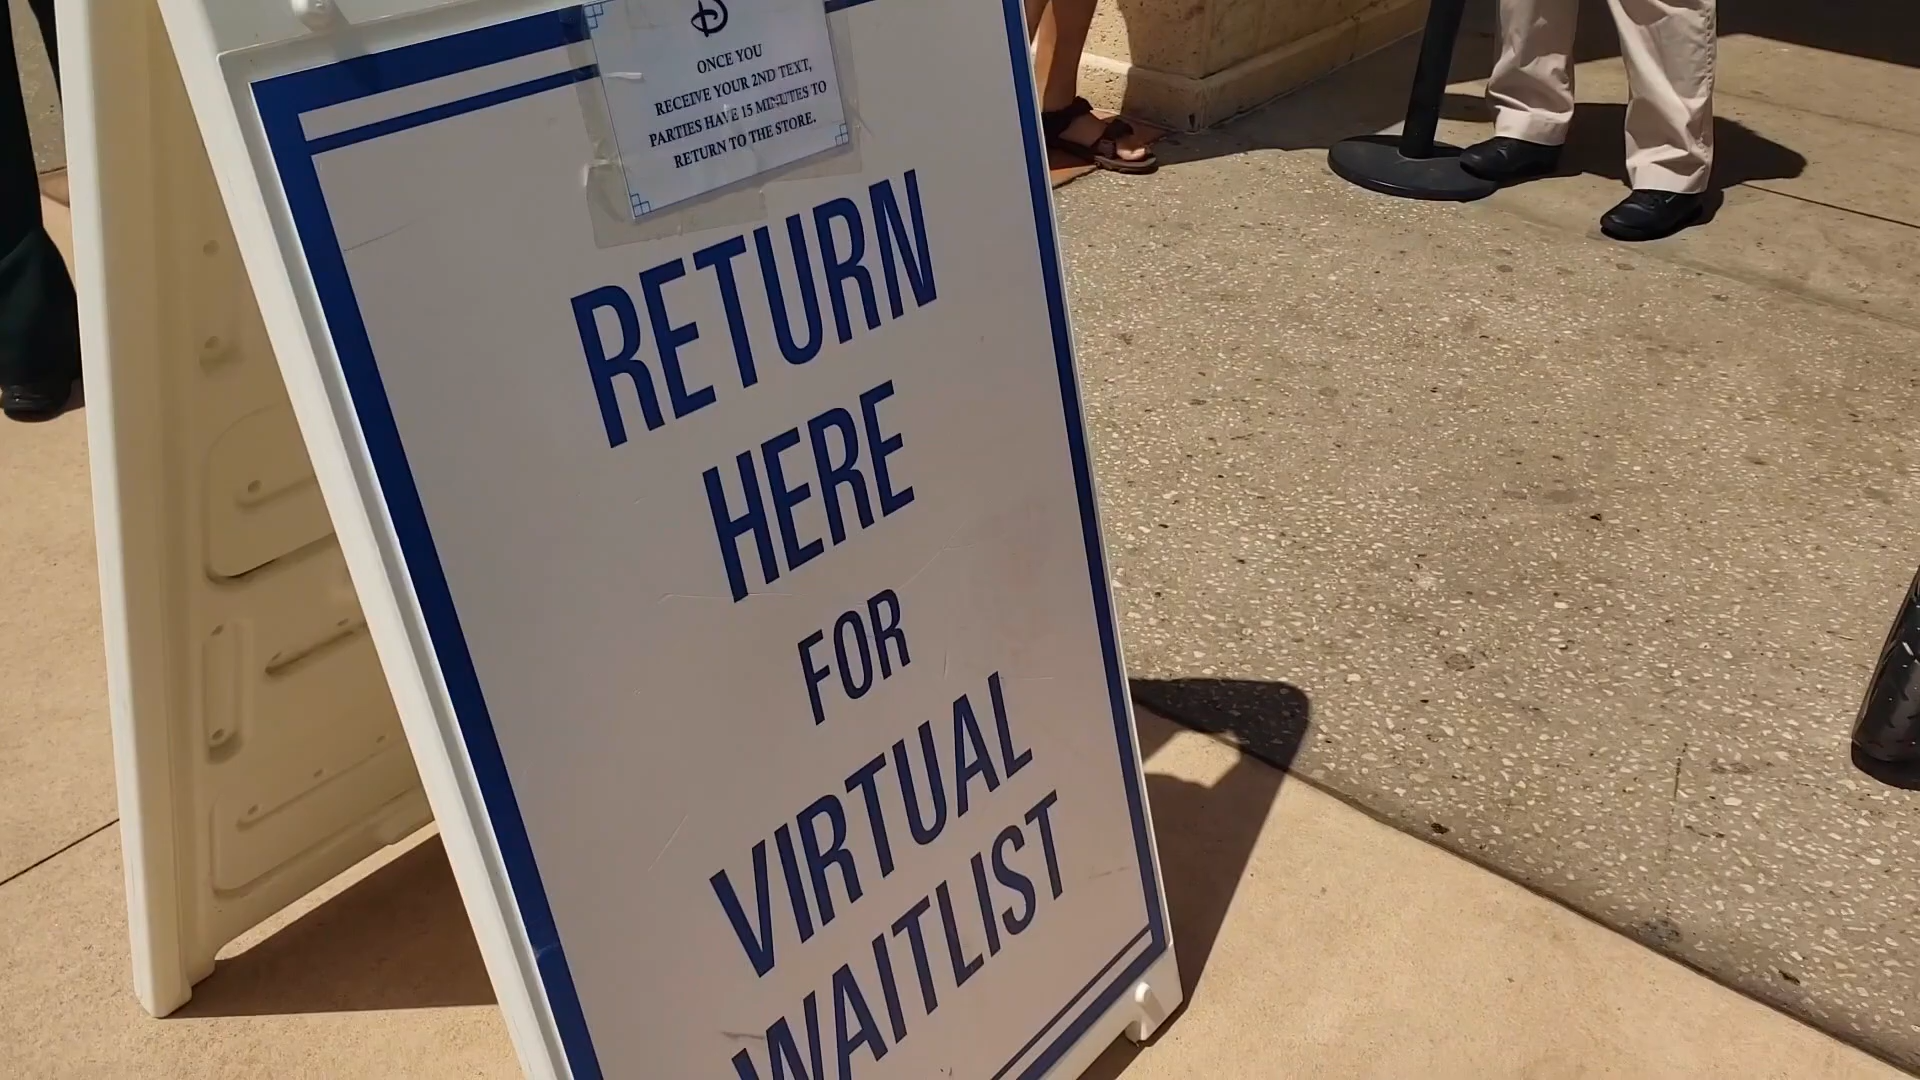 D
ONCE YOU
RECEIVE YOUR 2ND TEXT,
PARTIES HAVE 15 MINUTES TO
RETURN TO THE STORE.
RETURN
HERE
FOR
VIRTUAL
WAITLIST